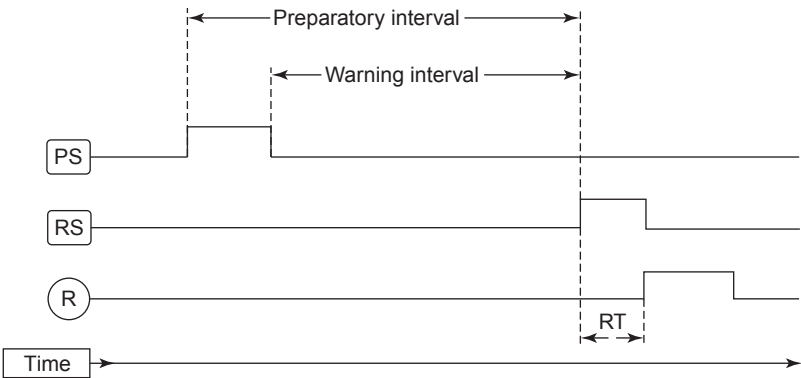 Preparatory interval
Warning interval
PS
RS
R
RT
Time